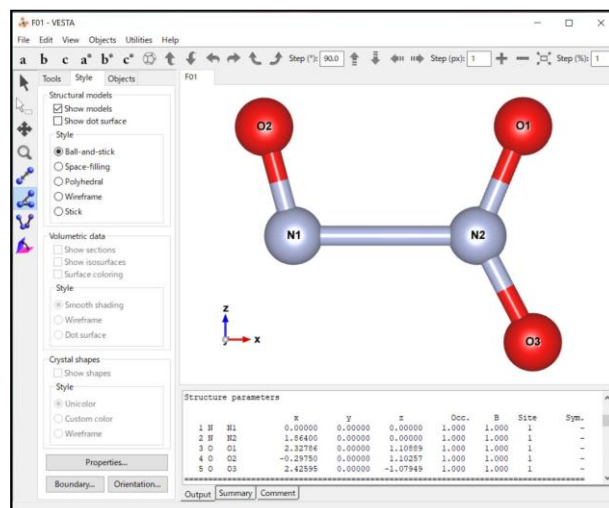 F01 - VESTA
File Edit View Objects Utilities Help
a b c a* b* c* Step (°): 90.0 Step (px): 1 Step (%): 1
Tools Style Objects
F01
Structural models
Show models
Show dot surface
Style
Ball-and-stick
Space-filling
Polyhedral
Wireframe
Stick
Volumetric data
Show sections
Show isosurfaces
Surface coloring
Style
Smooth shading
Wireframe
Dot surface
Crystal shapes
Show shapes
Style
Unicolor
Custom color
Wireframe
Properties...
Boundary... Orientation...
O2 O1
N1 N2
O3
z
x
Structure parameters
x y z Occ. B Site Sym.
1 N N1 0.00000 0.00000 0.00000 1.000 1.000 1 -
2 N N2 1.86400 0.00000 0.00000 1.000 1.000 1 -
3 O O1 2.32786 0.00000 1.10889 1.000 1.000 1 -
4 O O2 -0.29750 0.00000 1.10257 1.000 1.000 1 -
5 O O3 2.42595 0.00000 -1.07949 1.000 1.000 1 -
Output Summary Comment